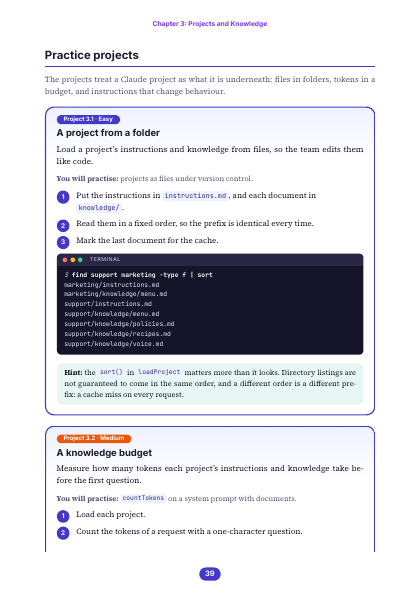 Chapter 3: Projects and Knowledge
Practice projects
The projects treat a Claude project as what it is underneath: files in folders, tokens in a
budget, and instructions that change behaviour.
Project 3.1 · Easy
A project from a folder
Load a project's instructions and knowledge from files, so the team edits them
like code.
You will practise: projects as files under version control.
1 Put the instructions in instructions.md, and each document in
knowledge/.
2 Read them in a fixed order, so the prefix is identical every time.
3 Mark the last document for the cache.
TERMINAL
$ find support marketing -type f | sort
marketing/instructions.md
marketing/knowledge/menu.md
support/instructions.md
support/knowledge/menu.md
support/knowledge/policies.md
support/knowledge/recipes.md
support/knowledge/voice.md
Hint: the sort() in loadProject matters more than it looks. Directory listings are
not guaranteed to come in the same order, and a different order is a different pre-
fix: a cache miss on every request.
Project 3.2 · Medium
A knowledge budget
Measure how many tokens each project's instructions and knowledge take be-
fore the first question.
You will practise: countTokens on a system prompt with documents.
1 Load each project.
2 Count the tokens of a request with a one-character question.
39